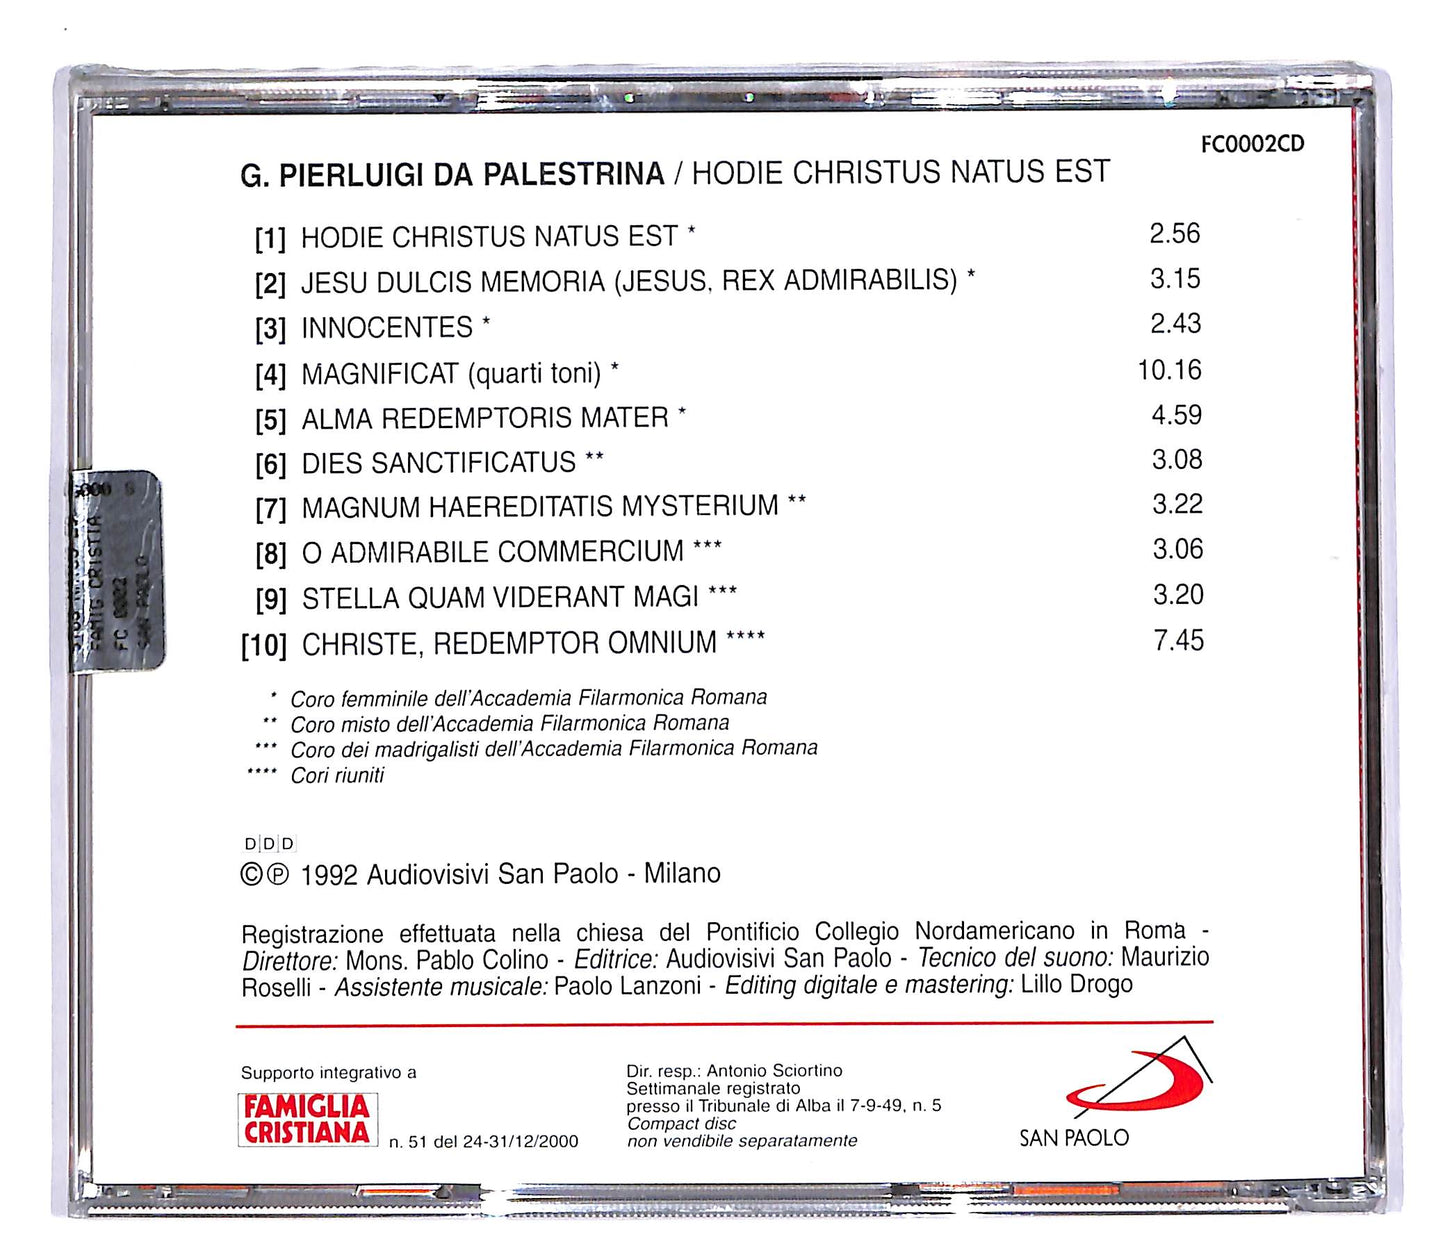 FC0002CD
G. PIERLUIGI DA PALESTRINA / HODIE CHRISTUS NATUS EST
[1] HODIE CHRISTUS NATUS EST * 2.56
[2] JESU DULCIS MEMORIA (JESUS, REX ADMIRABILIS) * 3.15
[3] INNOCENTES * 2.43
[4] MAGNIFICAT (quarti toni) * 10.16
[5] ALMA REDEMPTORIS MATER * 4.59
[6] DIES SANCTIFICATUS ** 3.08
[7] MAGNUM HAEREDITATIS MYSTERIUM ** 3.22
[8] O ADMIRABILE COMMERCIUM *** 3.06
[9] STELLA QUAM VIDERANT MAGI *** 3.20
[10] CHRISTE, REDEMPTOR OMNIUM **** 7.45
* Coro femminile dell'Accademia Filarmonica Romana
** Coro misto dell'Accademia Filarmonica Romana
*** Coro dei madrigalisti dell'Accademia Filarmonica Romana
**** Cori riuniti
D D D
©℗ 1992 Audiovisivi San Paolo - Milano
Registrazione effettuata nella chiesa del Pontificio Collegio Nordamericano in Roma -
Direttore: Mons. Pablo Colino - Editrice: Audiovisivi San Paolo - Tecnico del suono: Maurizio
Roselli - Assistente musicale: Paolo Lanzoni - Editing digitale e mastering: Lillo Drogo
Supporto integrativo a
FAMIGLIA
CRISTIANA
n. 51 del 24-31/12/2000
Dir. resp.: Antonio Sciortino
Settimanale registrato
presso il Tribunale di Alba il 7-9-49, n. 5
Compact disc
non vendibile separatamente
SAN PAOLO
FAMIG CRISTIA
FC 0002
SAN PAOLO